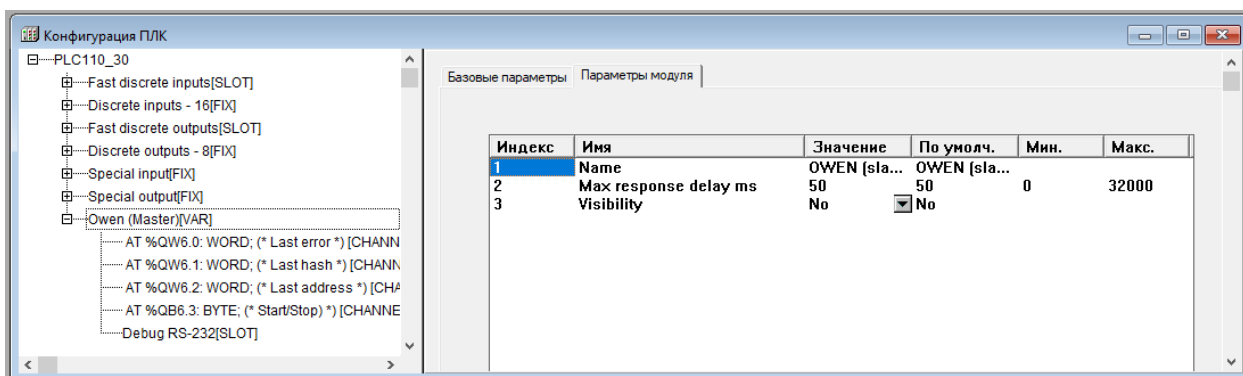 Конфигурация ПЛК
PLC110_30
Fast discrete inputs[SLOT]
Discrete inputs - 16[FIX]
Fast discrete outputs[SLOT]
Discrete outputs - 8[FIX]
Special input[FIX]
Special output[FIX]
Owen (Master)[VAR]
AT %QW6.0: WORD; (* Last error *) [CHANN
AT %QW6.1: WORD; (* Last hash *) [CHANN
AT %QW6.2: WORD; (* Last address *) [CHA
AT %QB6.3: BYTE; (* Start/Stop) *) [CHANNE
Debug RS-232[SLOT]
Базовые параметры Параметры модуля
Индекс Имя Значение По умолч. Мин. Макс.
1 Name OWEN (sla... OWEN (sla...
2 Max response delay ms 50 50 0 32000
3 Visibility No No